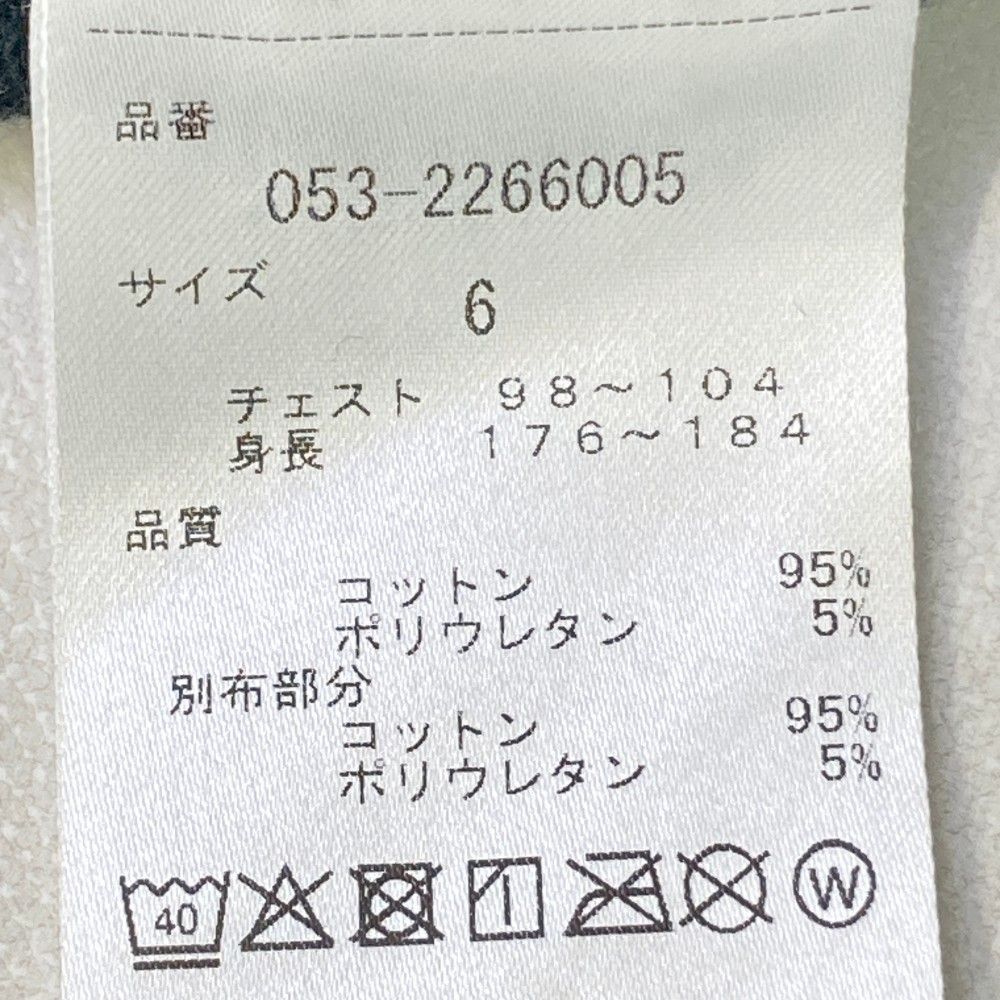 品番
053-2266005
サイズ 6
チェスト 98～104
身長 176～184
品質
コットン 95%
ポリウレタン 5%
別布部分
コットン 95%
ポリウレタン 5%
40 W